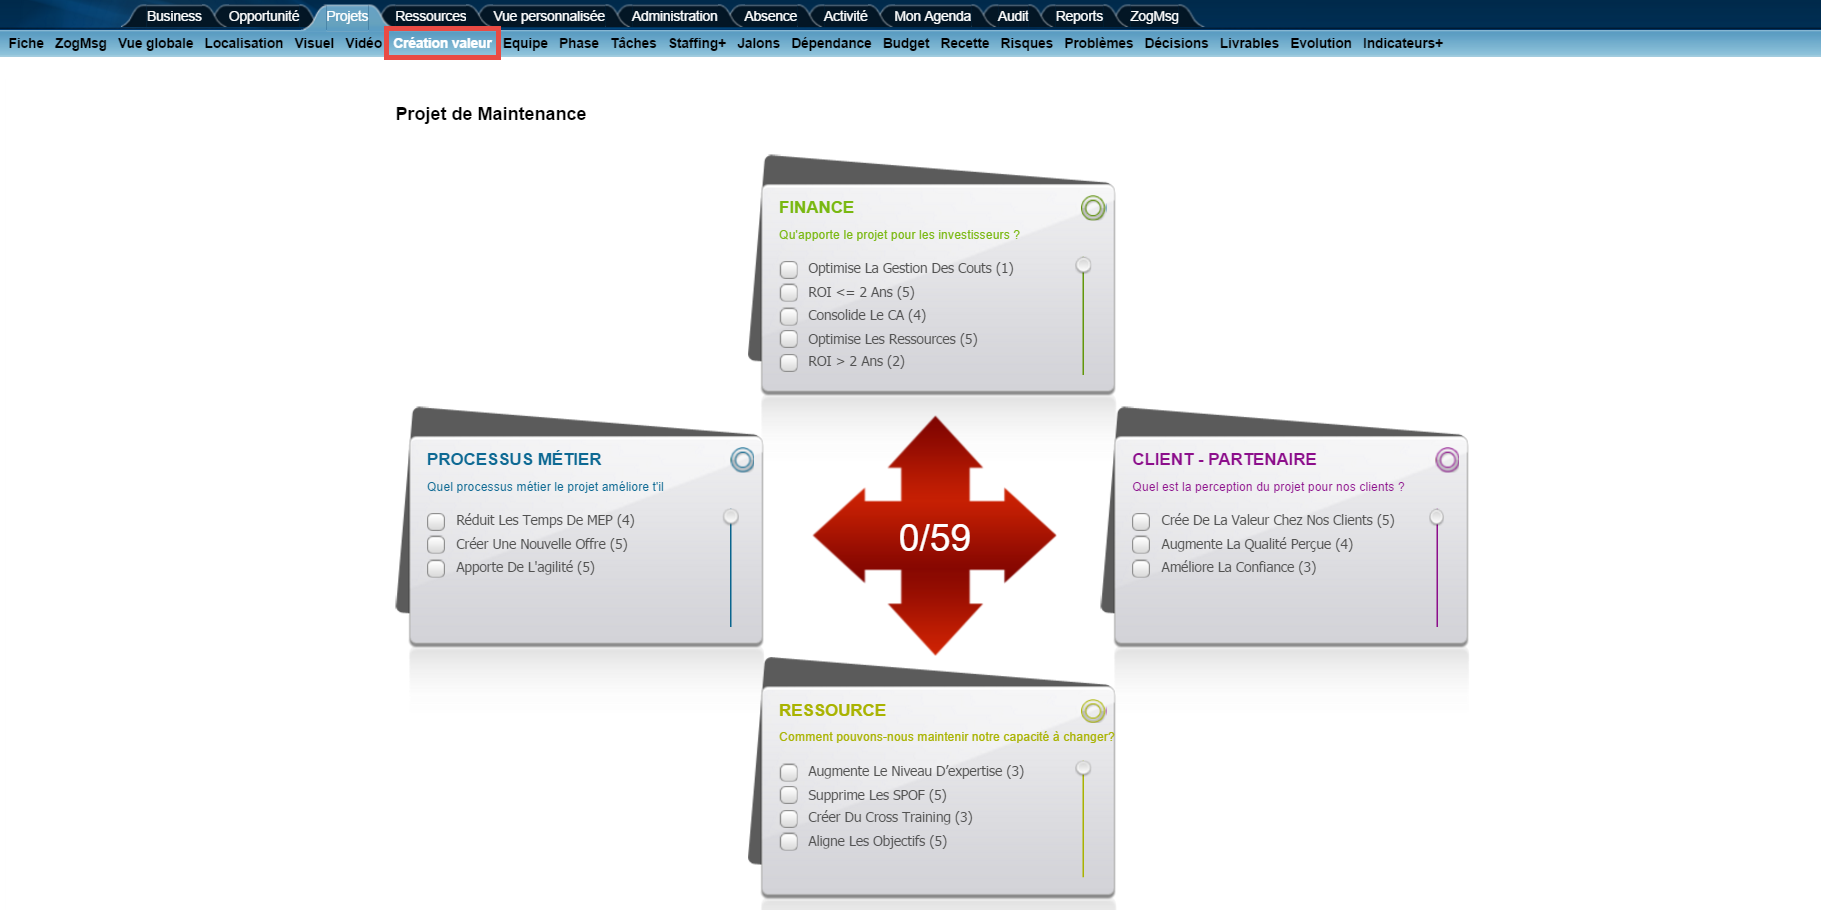 Business Opportunité Projets Ressources Vue personnalisée Administration Absence Activité Mon Agenda Audit Reports ZogMsg
Fiche ZogMsg Vue globale Localisation Visuel Vidéo Création valeur Equipe Phase Tâches Staffing+ Jalons Dépendance Budget Recette Risques Problèmes Décisions Livrables Evolution Indicateurs+
Projet de Maintenance
FINANCE
Qu'apporte le projet pour les investisseurs ?
Optimise La Gestion Des Couts (1)
ROI <= 2 Ans (5)
Consolide Le CA (4)
Optimise Les Ressources (5)
ROI > 2 Ans (2)
PROCESSUS MÉTIER
Quel processus métier le projet améliore t'il
Réduit Les Temps De MEP (4)
Créer Une Nouvelle Offre (5)
Apporte De L'agilité (5)
0/59
CLIENT - PARTENAIRE
Quel est la perception du projet pour nos clients ?
Crée De La Valeur Chez Nos Clients (5)
Augmente La Qualité Perçue (4)
Améliore La Confiance (3)
RESSOURCE
Comment pouvons-nous maintenir notre capacité à changer?
Augmente Le Niveau D’expertise (3)
Supprime Les SPOF (5)
Créer Du Cross Training (3)
Aligne Les Objectifs (5)